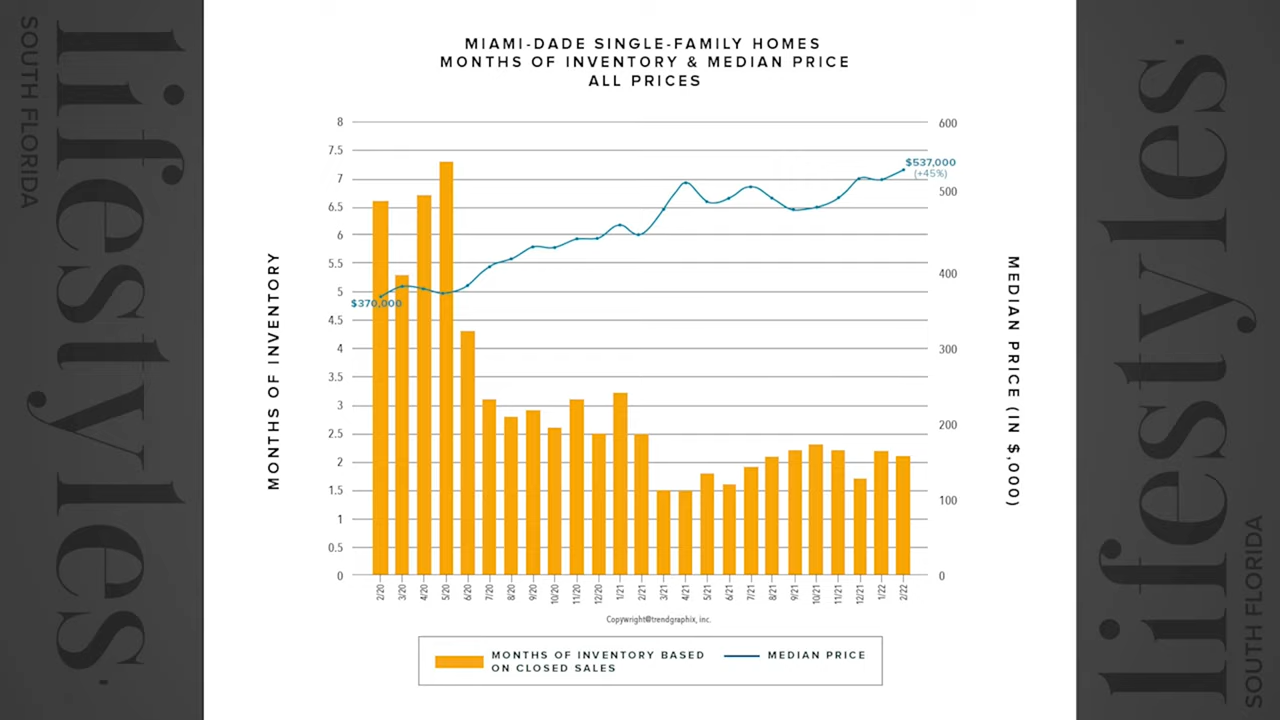 SOUTH FLORIDA
lifestyles.
MIAMI-DADE SINGLE-FAMILY HOMES
MONTHS OF INVENTORY & MEDIAN PRICE
ALL PRICES
MONTHS OF INVENTORY
8
7.5
7
6.5
6
5.5
5
4.5
4
3.5
3
2.5
2
1.5
1
0.5
0
$370,000
$537,000
(+45%)
600
500
400
300
200
100
0
MEDIAN PRICE (IN $,000)
2/20 3/20 4/20 5/20 6/20 7/20 8/20 9/20 10/20 11/20 12/20 1/21 2/21 3/21 4/21 5/21 6/21 7/21 8/21 9/21 10/21 11/21 12/21 1/22 2/22
Copyright@trendgraphix, inc.
MONTHS OF INVENTORY BASED
ON CLOSED SALES
MEDIAN PRICE
lifestyles.
SOUTH FLORIDA